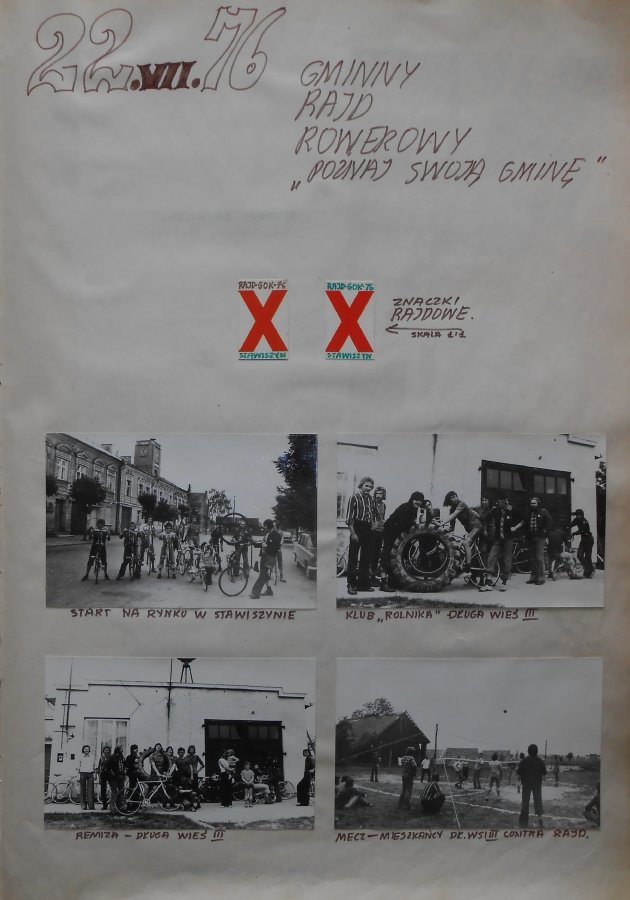 22.VII.76
GMINNY
RAJD
ROWEROWY
„POZNAJ SWOJĄ GMINĘ"
RAJD-GOK-76
X
STAWISZYN
RAJD-GOK-76
X
STAWISZYN
ZNACZKI
RAJDOWE.
SKALA 1:1
START NA RYNKU W STAWISZYNIE
KLUB „ROLNIKA" DŁUGA WIEŚ III
REMIZA - DŁUGA WIEŚ III
MECZ - MIESZKAŃCY DŁ. WSI III CONTRA RAJD.